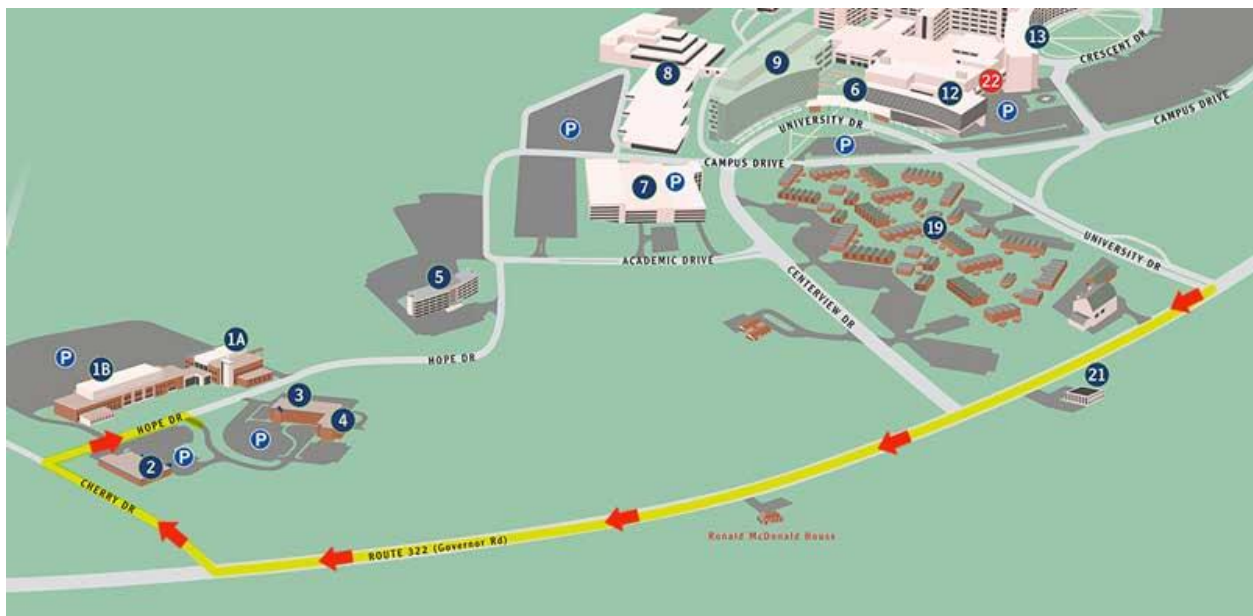 13
CRESCENT DR
9
8
22
12
6
P
CAMPUS DRIVE
UNIVERSITY DR
P
P
CAMPUS DRIVE
7
P
19
UNIVERSITY DR
ACADEMIC DRIVE
5
CENTERVIEW DR
1A
P
1B
HOPE DR
21
3
4
HOPE DR
P
2
P
CHERRY DR
Ronald McDonald House
ROUTE 322 (Governor Rd)